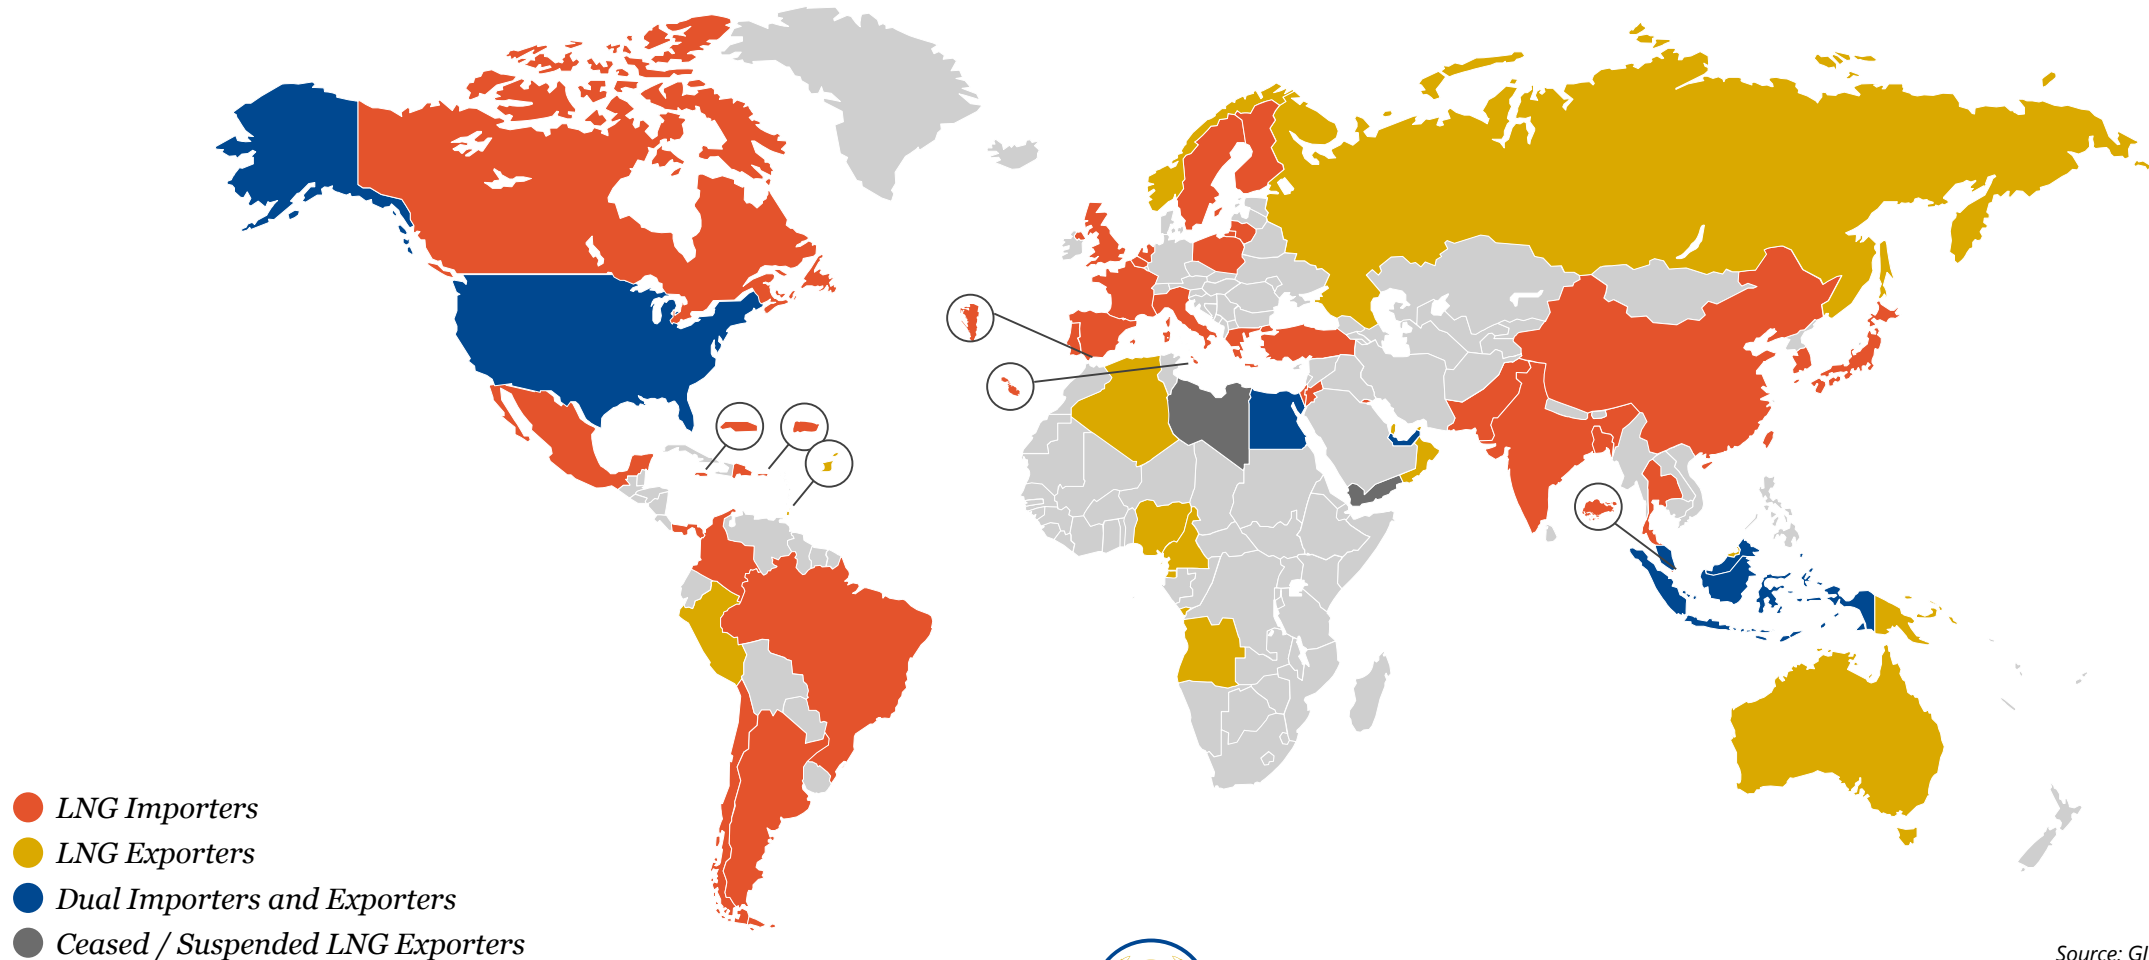 LNG Importers
LNG Exporters
Dual Importers and Exporters
Ceased / Suspended LNG Exporters
Source: GI